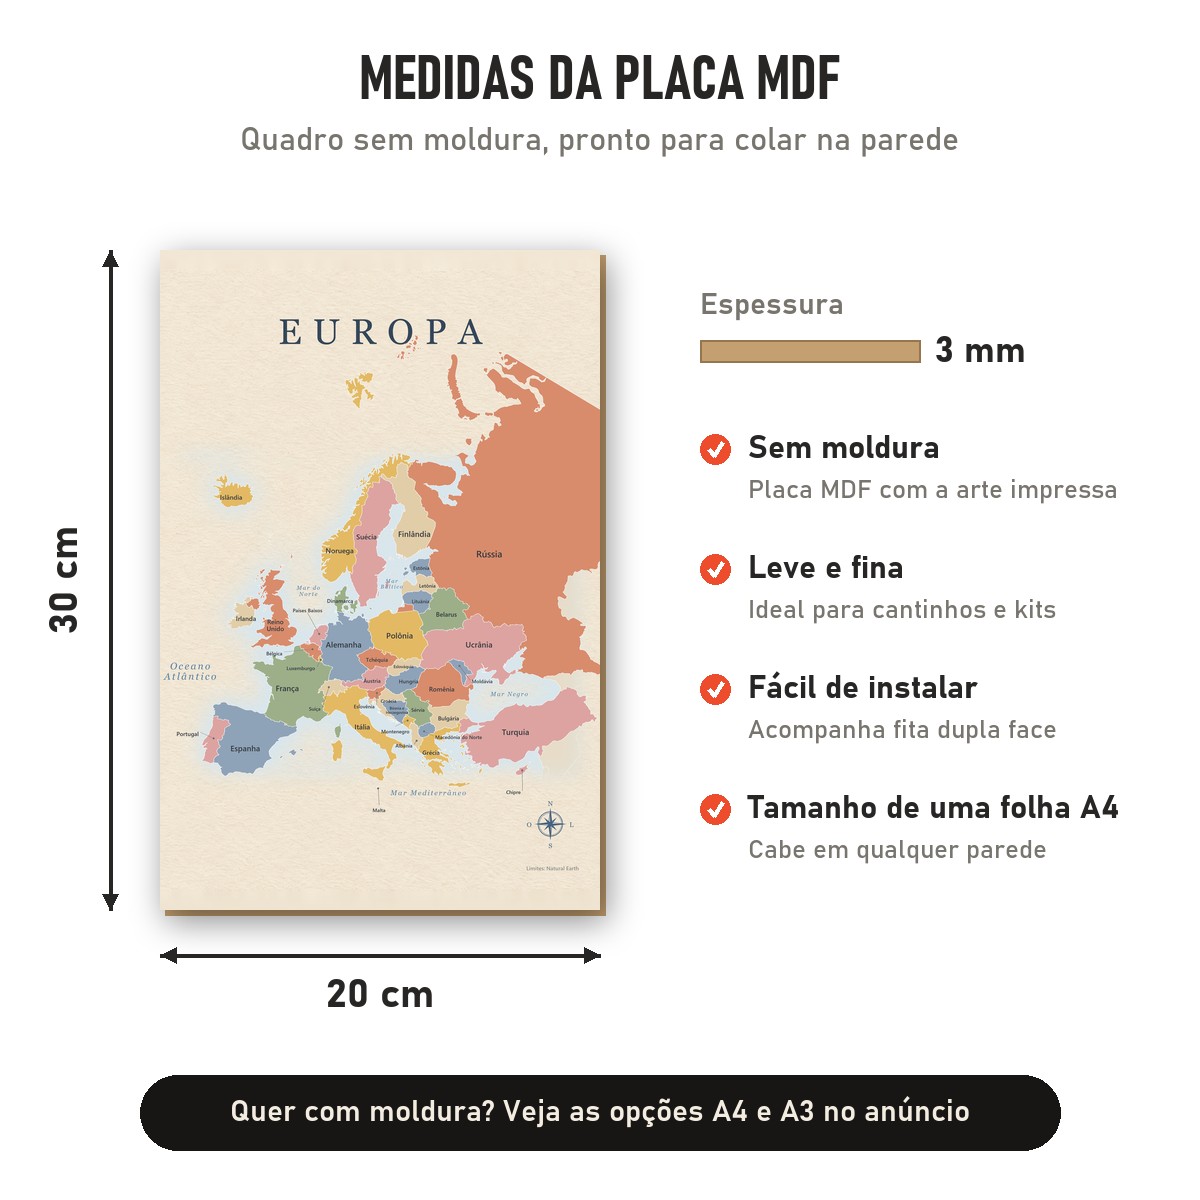 MEDIDAS DA PLACA MDF
Quadro sem moldura, pronto para colar na parede
30 cm
EUROPA
Islândia
Noruega
Suécia
Finlândia
Rússia
Estônia
Letônia
Lituânia
Mar do
Norte
Mar
Báltico
Dinamarca
Países Baixos
Irlanda
Reino
Unido
Belarus
Polônia
Alemanha
Ucrânia
Bélgica
Luxemburgo
Tchéquia
Eslováquia
Oceano
Atlântico
França
Áustria
Hungria
Moldávia
Romênia
Suíça
Eslovênia
Croácia
Sérvia
Mar Negro
Bulgária
Itália
Montenegro
Macedônia do Norte
Albânia
Grécia
Turquia
Portugal
Espanha
Mar Mediterrâneo
Chipre
Malta
N
O L
S
Limites: Natural Earth
20 cm
Espessura
3 mm
Sem moldura
Placa MDF com a arte impressa
Leve e fina
Ideal para cantinhos e kits
Fácil de instalar
Acompanha fita dupla face
Tamanho de uma folha A4
Cabe em qualquer parede
Quer com moldura? Veja as opções A4 e A3 no anúncio